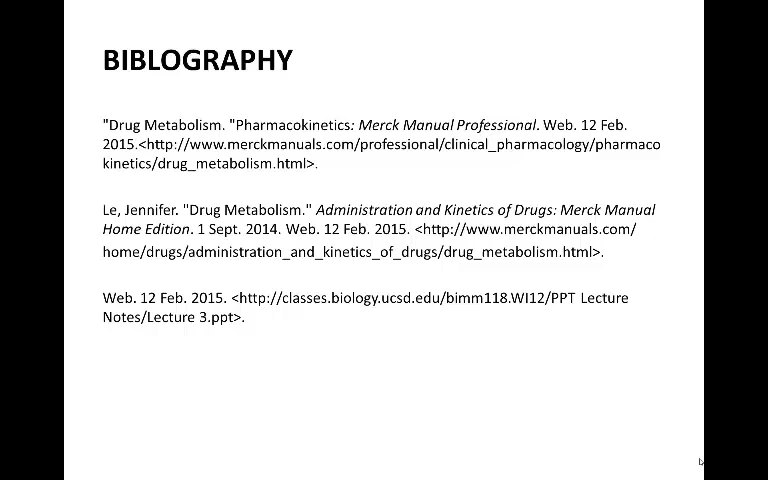 BIBLOGRAPHY
"Drug Metabolism. "Pharmacokinetics: Merck Manual Professional. Web. 12 Feb.
2015.<http://www.merckmanuals.com/professional/clinical_pharmacology/pharmaco
kinetics/drug_metabolism.html>.
Le, Jennifer. "Drug Metabolism." Administration and Kinetics of Drugs: Merck Manual
Home Edition. 1 Sept. 2014. Web. 12 Feb. 2015. <http://www.merckmanuals.com/
home/drugs/administration_and_kinetics_of_drugs/drug_metabolism.html>.
Web. 12 Feb. 2015. <http://classes.biology.ucsd.edu/bimm118.WI12/PPT Lecture
Notes/Lecture 3.ppt>.